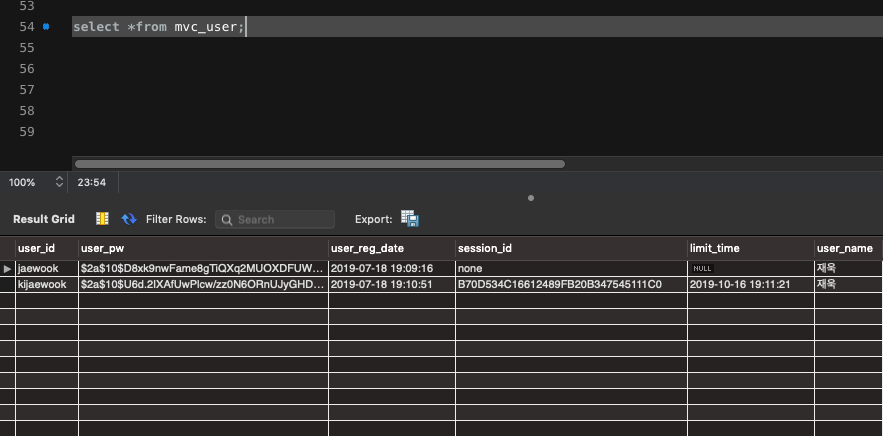 53
54 select *from mvc_user;
55
56
57
58
59
100% 23:54
Result Grid Filter Rows: Search Export:
user_id user_pw user_reg_date session_id limit_time user_name
jaewook $2a$10$D8xk9nwFame8gTiQXq2MUOXDFUW... 2019-07-18 19:09:16 none NULL 재욱
kijaewook $2a$10$U6d.2IXAfUwPicw/zz0N6ORnUJyGHD... 2019-07-18 19:10:51 B70D534C16612489FB20B347545111C0 2019-10-16 19:11:21 재욱